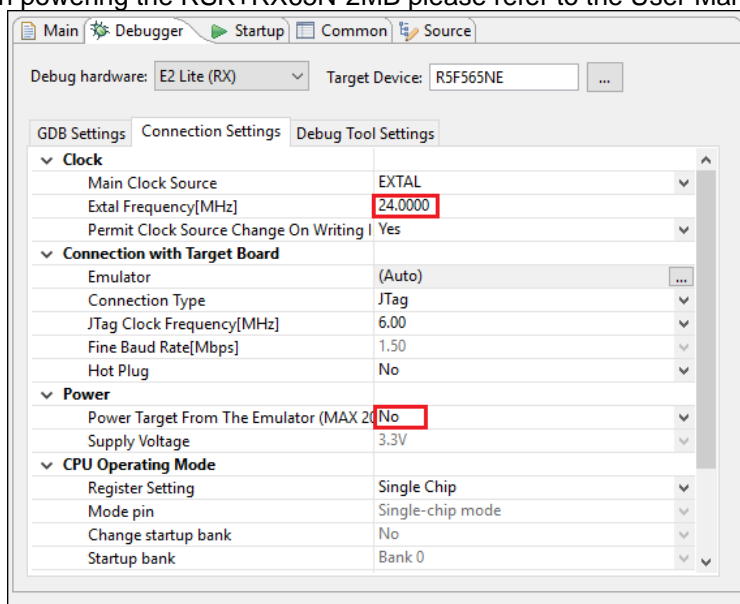 powering the RSK+RX65N-2MB please refer to the User Man
Main Debugger Startup Common Source
Debug hardware: E2 Lite (RX) Target Device: R5F565NE ...
GDB Settings Connection Settings Debug Tool Settings
Clock
Main Clock Source EXTAL
Extal Frequency[MHz] 24.0000
Permit Clock Source Change On Writing Yes
Connection with Target Board
Emulator (Auto) ...
Connection Type JTag
JTag Clock Frequency[MHz] 6.00
Fine Baud Rate[Mbps] 1.50
Hot Plug No
Power
Power Target From The Emulator (MAX 20 No
Supply Voltage 3.3V
CPU Operating Mode
Register Setting Single Chip
Mode pin Single-chip mode
Change startup bank No
Startup bank Bank 0